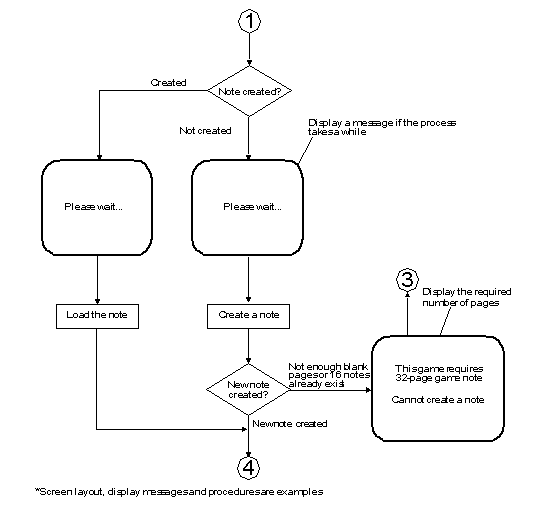 1
Created
Note created?
Not created
Display a message if the process
takes a while
Please wait...
Please wait...
3
Display the required
number of pages
Load the note
Create a note
Not enough blank
pages or 16 notes
already exist
This game requires
32-page game note
Cannot create a note
New note
created?
New note created
4
*Screen layout, display messages and procedures are examples